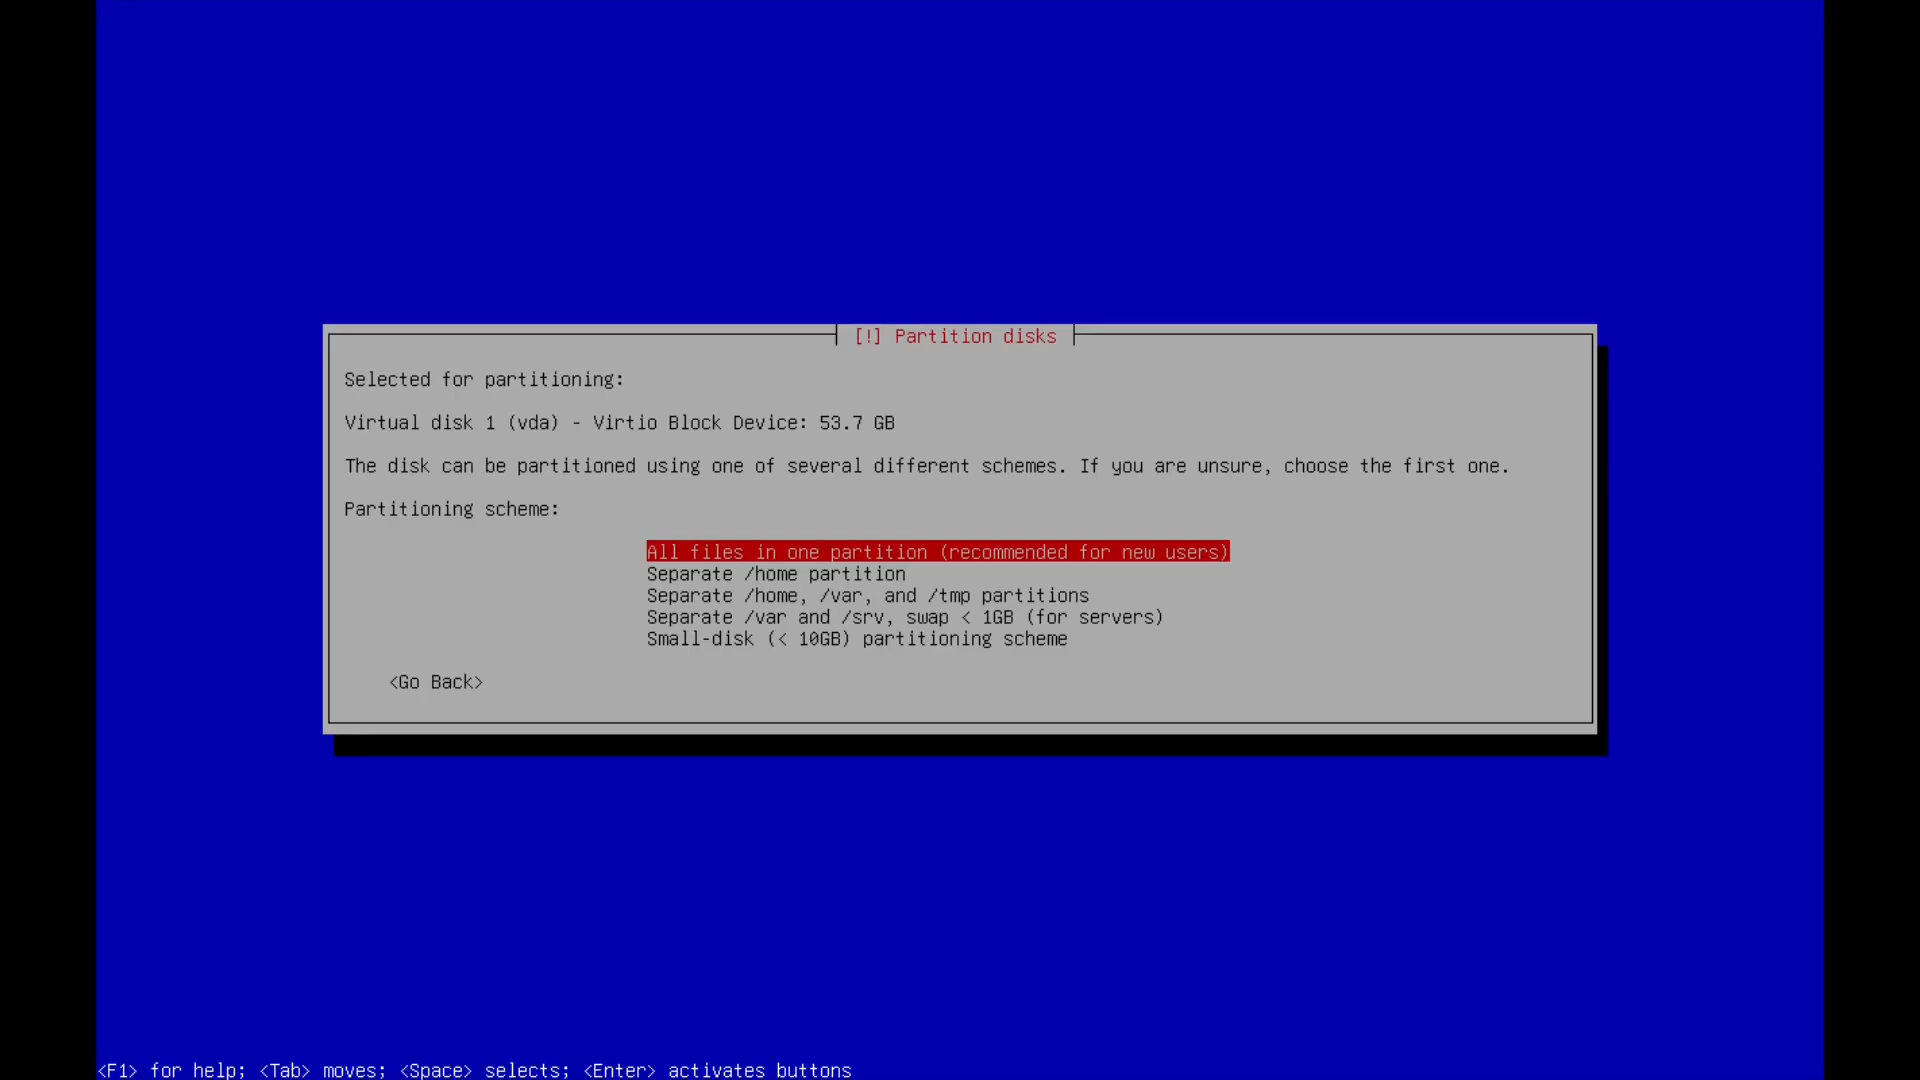 [!] Partition disks
Selected for partitioning:
Virtual disk 1 (vda) - Virtio Block Device: 53.7 GB
The disk can be partitioned using one of several different schemes. If you are unsure, choose the first one.
Partitioning scheme:
All files in one partition (recommended for new users)
Separate /home partition
Separate /home, /var, and /tmp partitions
Separate /var and /srv, swap < 1GB (for servers)
Small-disk (< 10GB) partitioning scheme
<Go Back>
<F1> for help; <Tab> moves; <Space> selects; <Enter> activates buttons